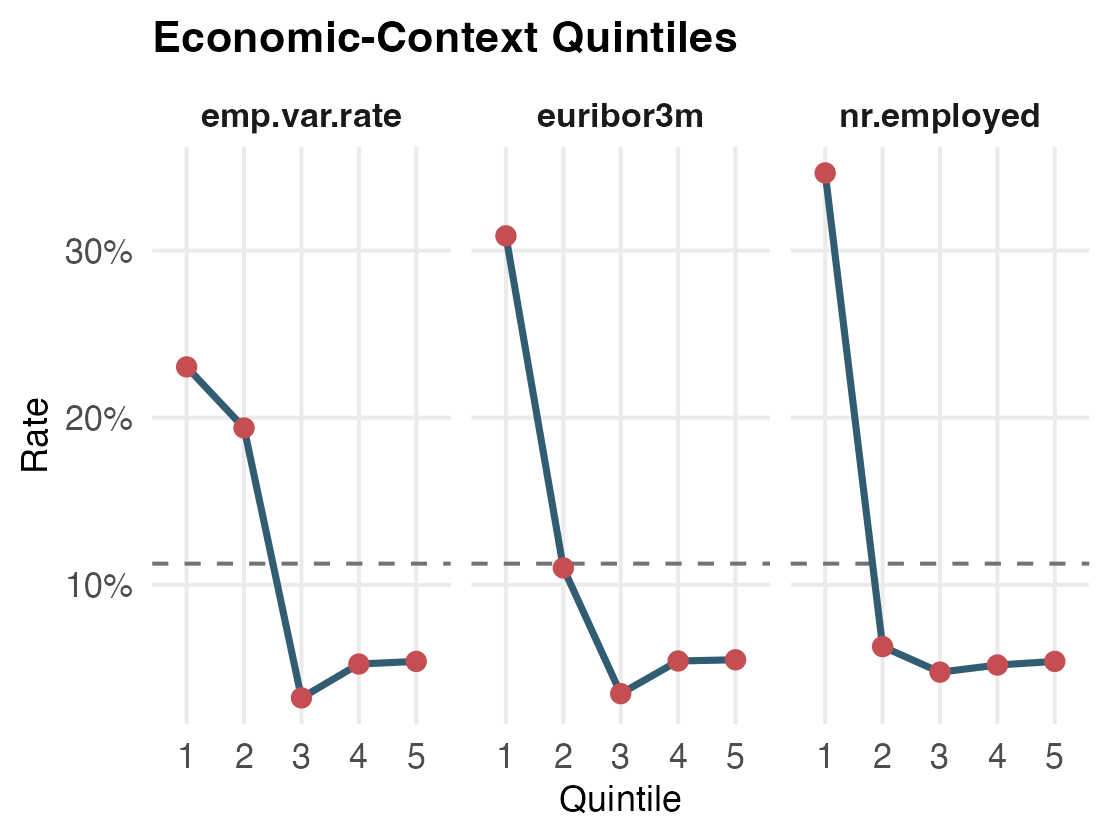 Economic-Context Quintiles
emp.var.rate euribor3m nr.employed
30%
20%
10%
Rate
1 2 3 4 5 1 2 3 4 5 1 2 3 4 5
Quintile